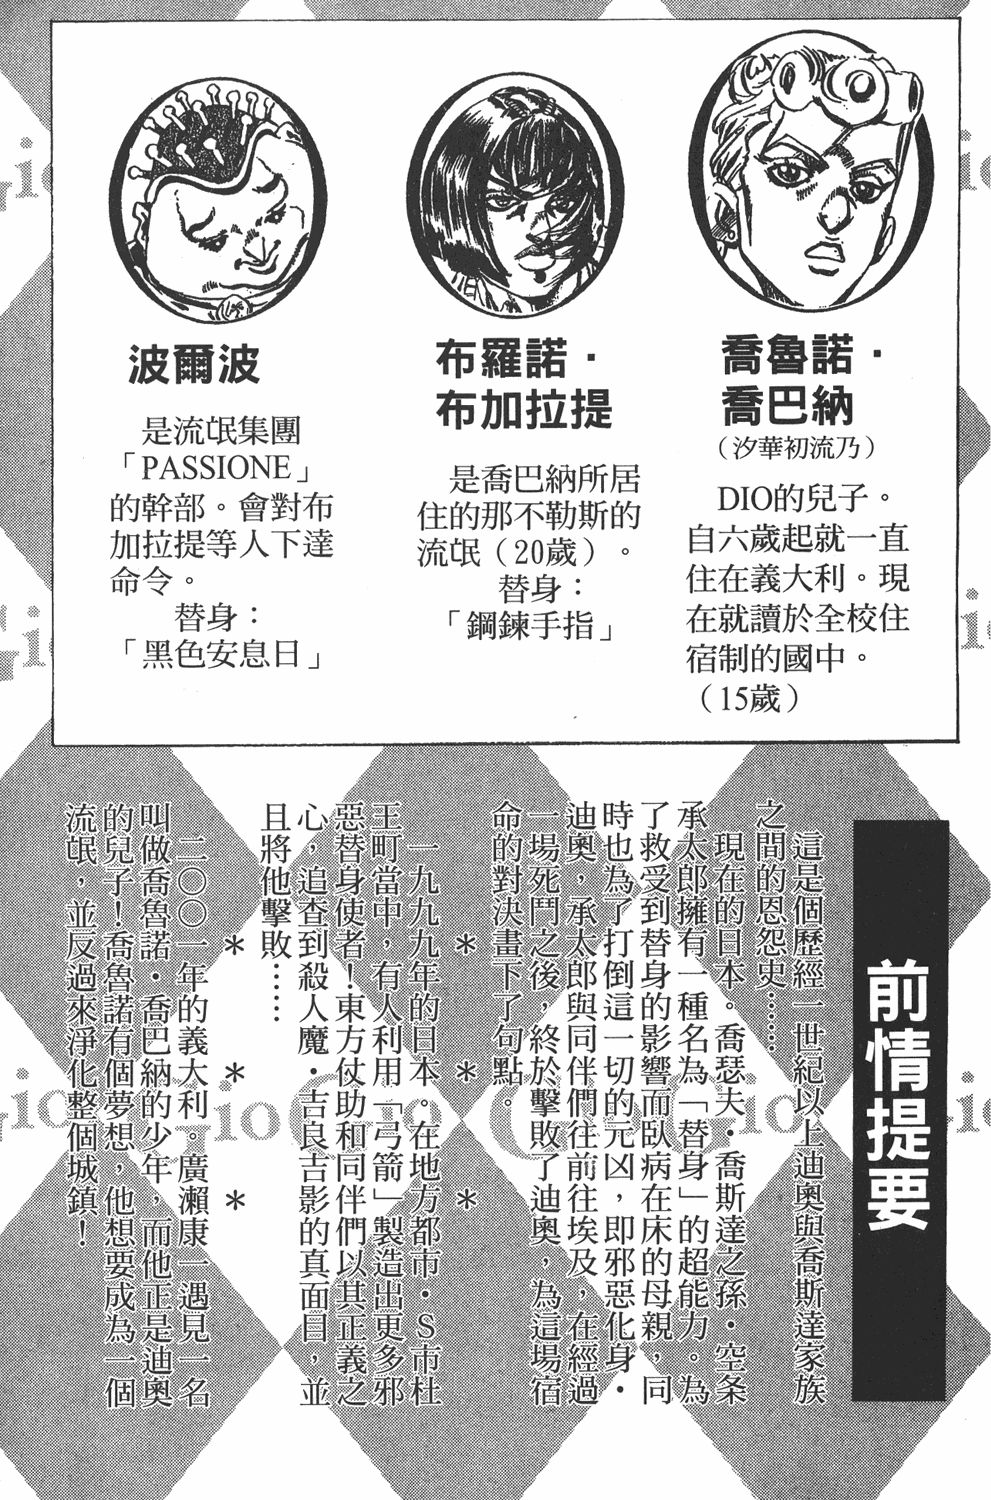 喬魯諾・
喬巴納
（汐華初流乃）
DIO的兒子。
自六歲起就一直
住在義大利。現
在就讀於全校住
宿制的國中。
（15歲）
布羅諾・
布加拉提
是喬巴納所居
住的那不勒斯的
流氓（20歲）。
替身：
「鋼鍊手指」
波爾波
是流氓集團
「PASSIONE」
的幹部。會對布
加拉提等人下達
命令。
替身：
「黑色安息日」
前情提要
這是個歷經一世紀以上迪奧與喬斯達家族
之間的恩怨史……
現在的日本。喬瑟夫・喬斯達之孫・空条
承太郎擁有一種名為「替身」的超能力。為
了救受到替身的影響而臥病在床的母親，同
時也為了打倒這一切的元凶，即邪惡化身・
迪奧，承太郎與同伴們往前往埃及，在經過
一場死鬥之後，終於擊敗了迪奧，為這場宿
命的對決畫下了句點。
＊　＊　＊
一九九九年的日本。在地方都市・S市杜
王町當中，有人利用「弓箭」製造出更多邪
惡替身使者！東方仗助和同伴們以其正義之
心，追查到殺人魔・吉良吉影的真面目，並
且將他擊敗……
＊　＊　＊
二〇〇一年的義大利。廣瀨康一遇見一名
叫做喬魯諾・喬巴納的少年，而他正是迪奧
的兒子！喬魯諾有個夢想，他想要成為一個
流氓，並反過來淨化整個城鎮！
GioGio
GioGio